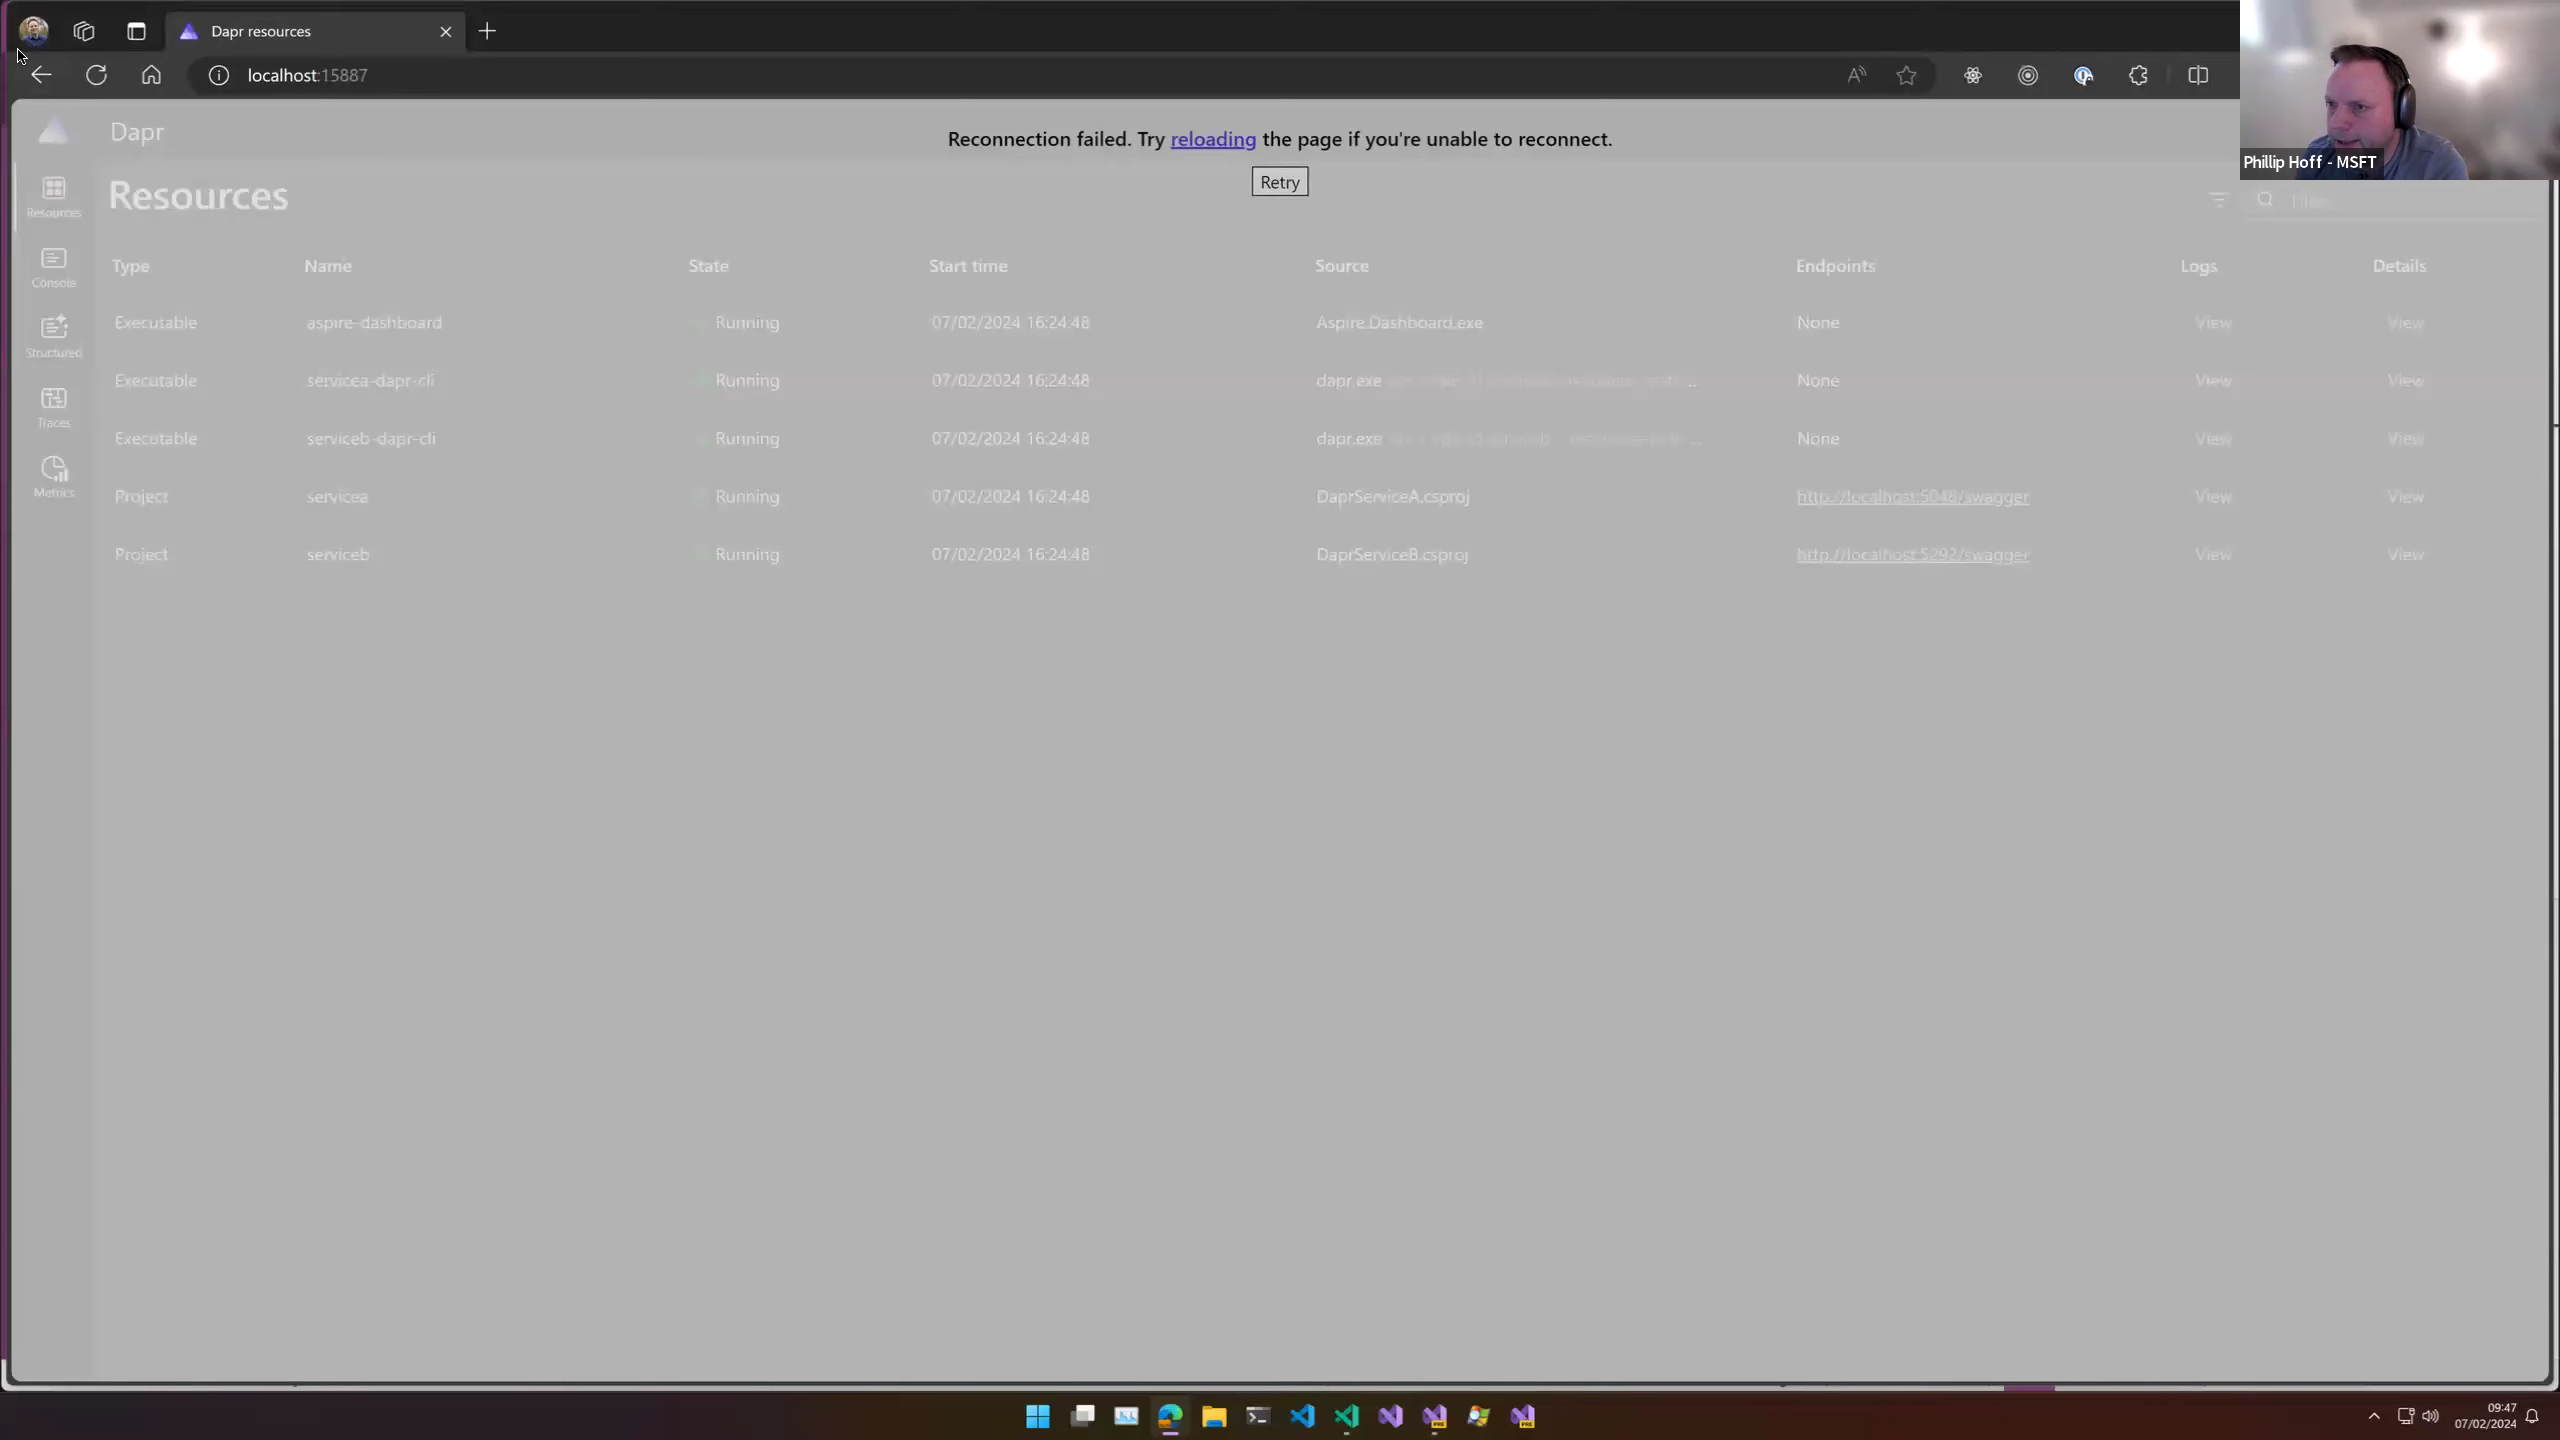 Dapr resources
localhost:15887
Phillip Hoff - MSFT
Dapr
Reconnection failed. Try reloading the page if you're unable to reconnect.
Retry
Resources
Filter...
Resources
Console
Structured
Traces
Metrics
Type Name State Start time Source Endpoints Logs Details
Executable aspire-dashboard Running 07/02/2024 16:24:48 Aspire.Dashboard.exe None View View
Executable servicea-dapr-cli Running 07/02/2024 16:24:48 dapr.exe ... None View View
Executable serviceb-dapr-cli Running 07/02/2024 16:24:48 dapr.exe ... None View View
Project servicea Running 07/02/2024 16:24:48 DaprServiceA.csproj http://localhost:5048/swagger View View
Project serviceb Running 07/02/2024 16:24:48 DaprServiceB.csproj http://localhost:5292/swagger View View
09:47
07/02/2024